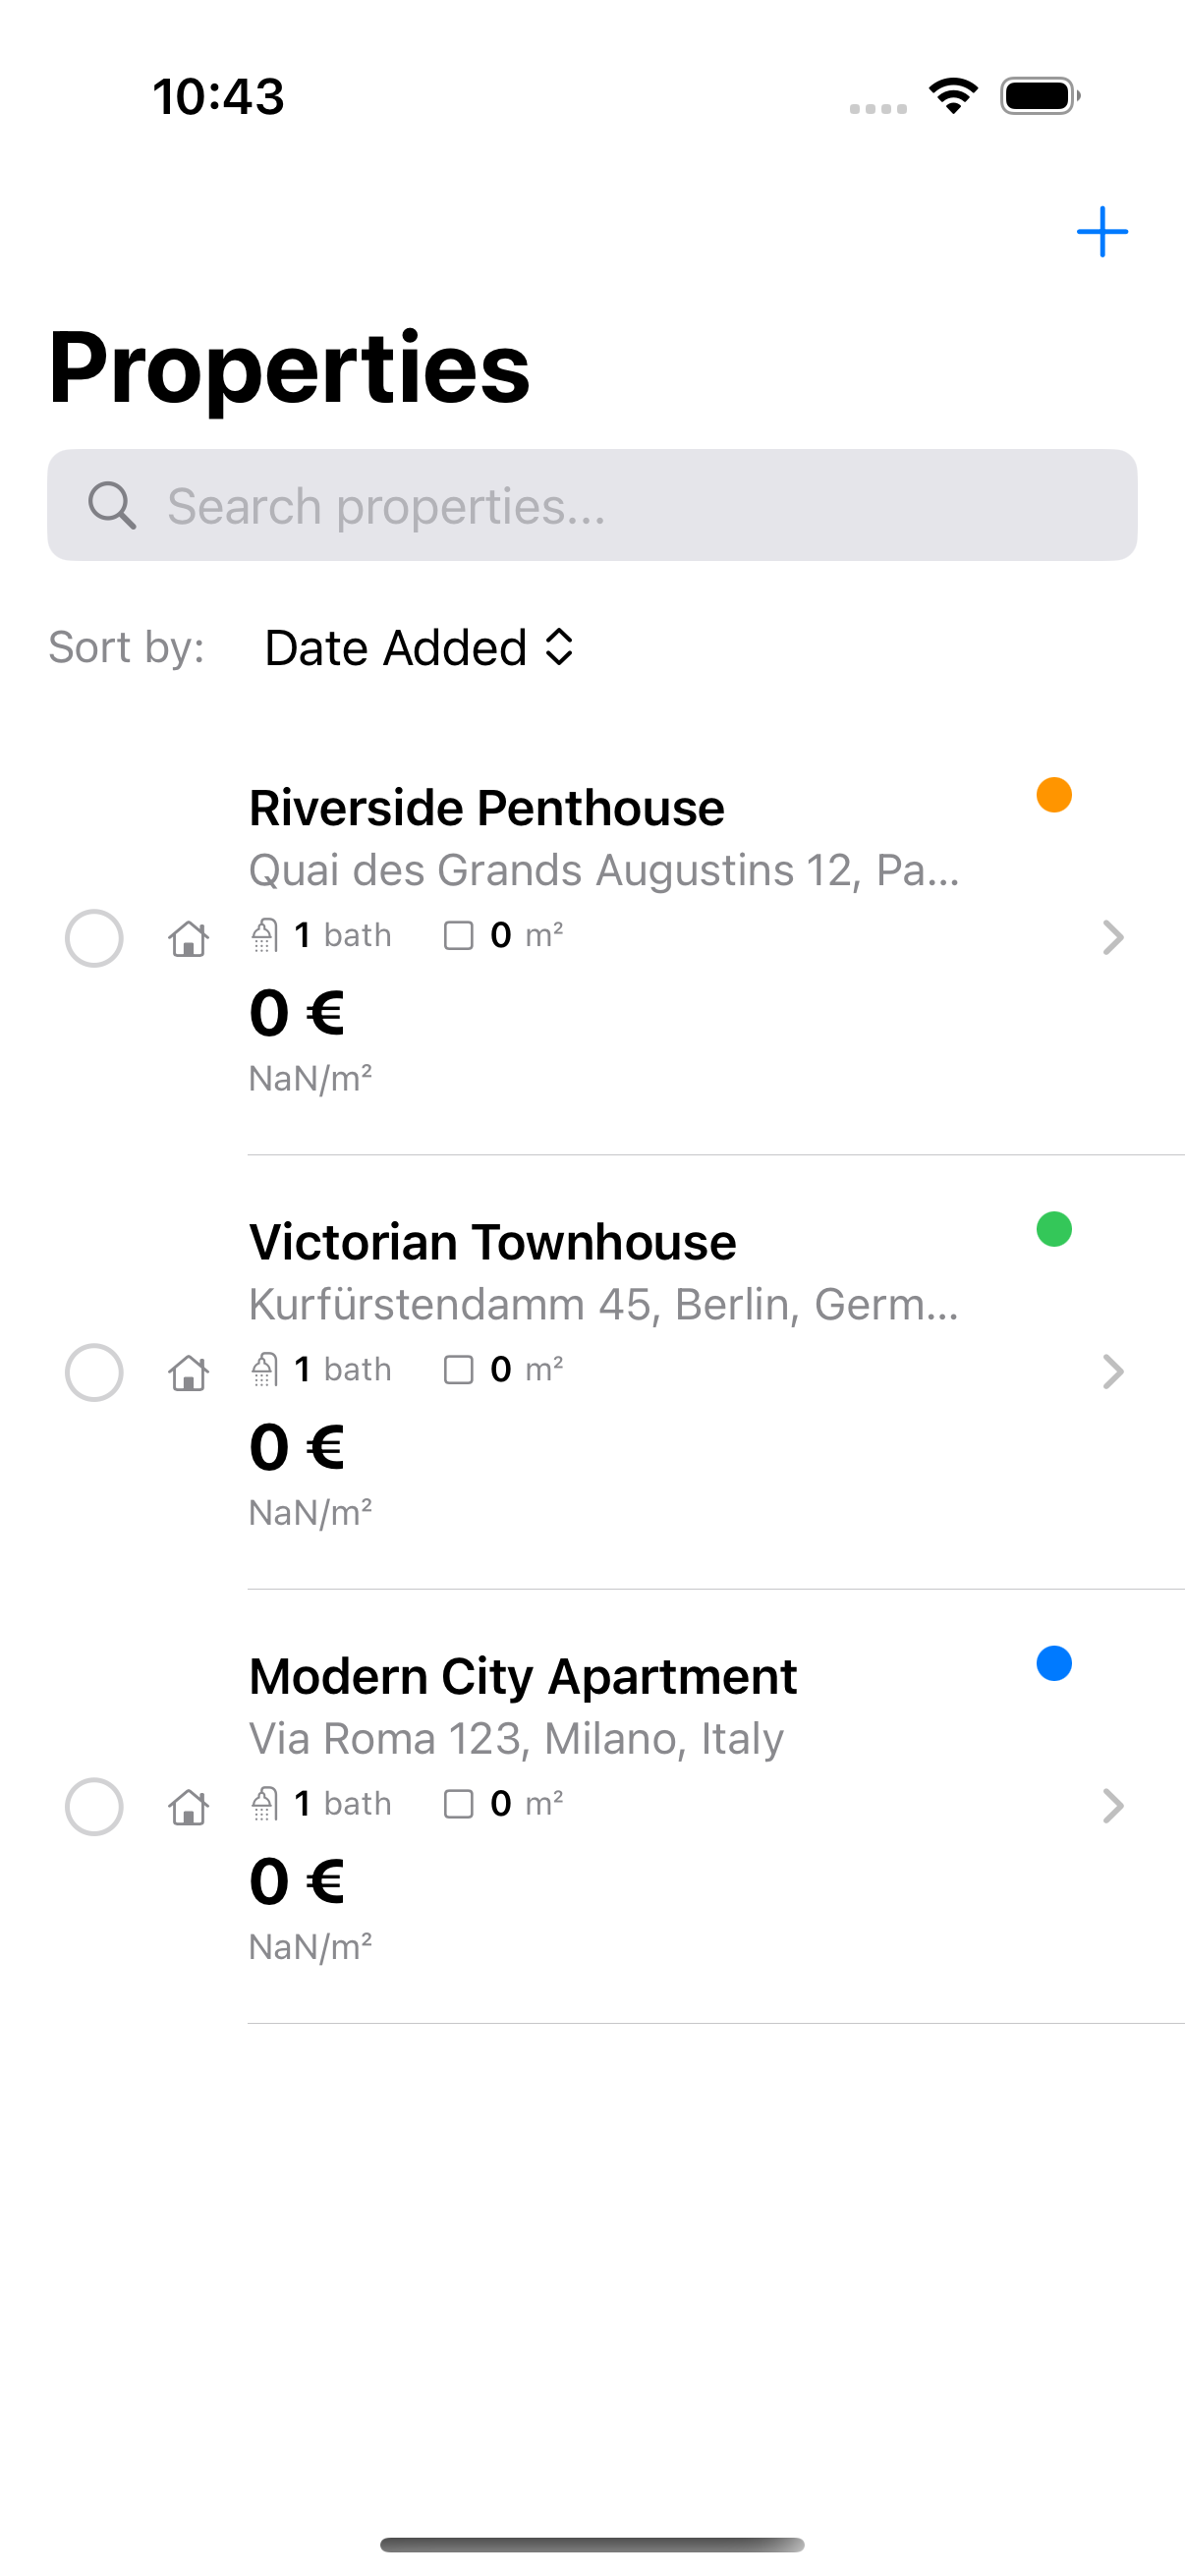 10:43
Properties
Search properties...
Sort by: Date Added
Riverside Penthouse
Quai des Grands Augustins 12, Pa...
1 bath 0 m²
0 €
NaN/m²
Victorian Townhouse
Kurfürstendamm 45, Berlin, Germ...
1 bath 0 m²
0 €
NaN/m²
Modern City Apartment
Via Roma 123, Milano, Italy
1 bath 0 m²
0 €
NaN/m²